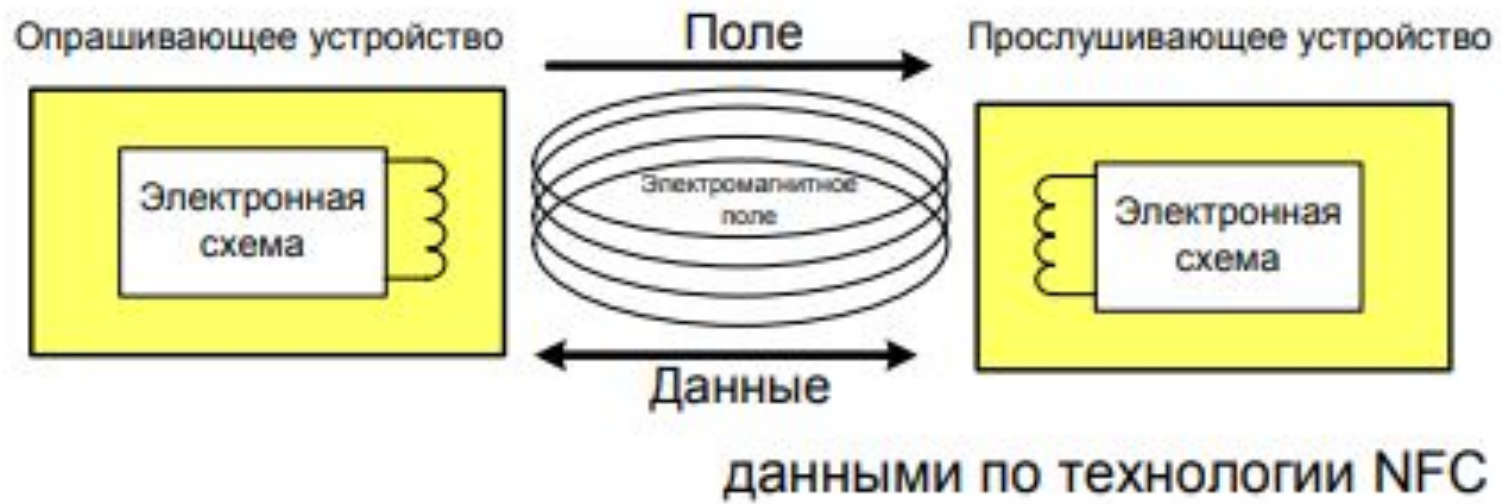 Опрашивающее устройство
Поле
Прослушивающее устройство
Электронная
схема
Электромагнитное
поле
Электронная
схема
Данные
данными по технологии NFC